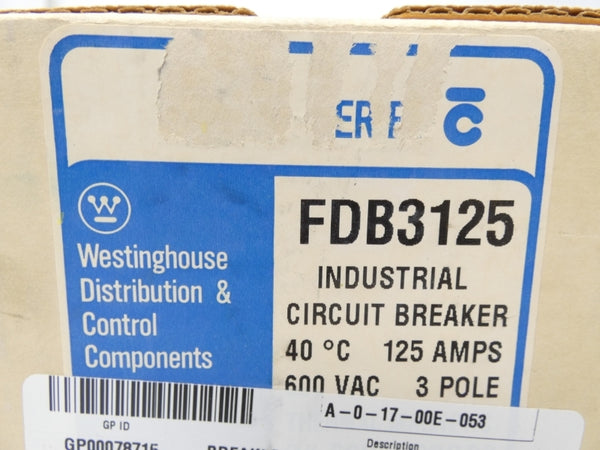 C
FDB3125
Westinghouse
Distribution &
Control
Components
INDUSTRIAL
CIRCUIT BREAKER
40 °C 125 AMPS
600 VAC 3 POLE
A-0-17-00E-053
GP ID
Description
GP00078715